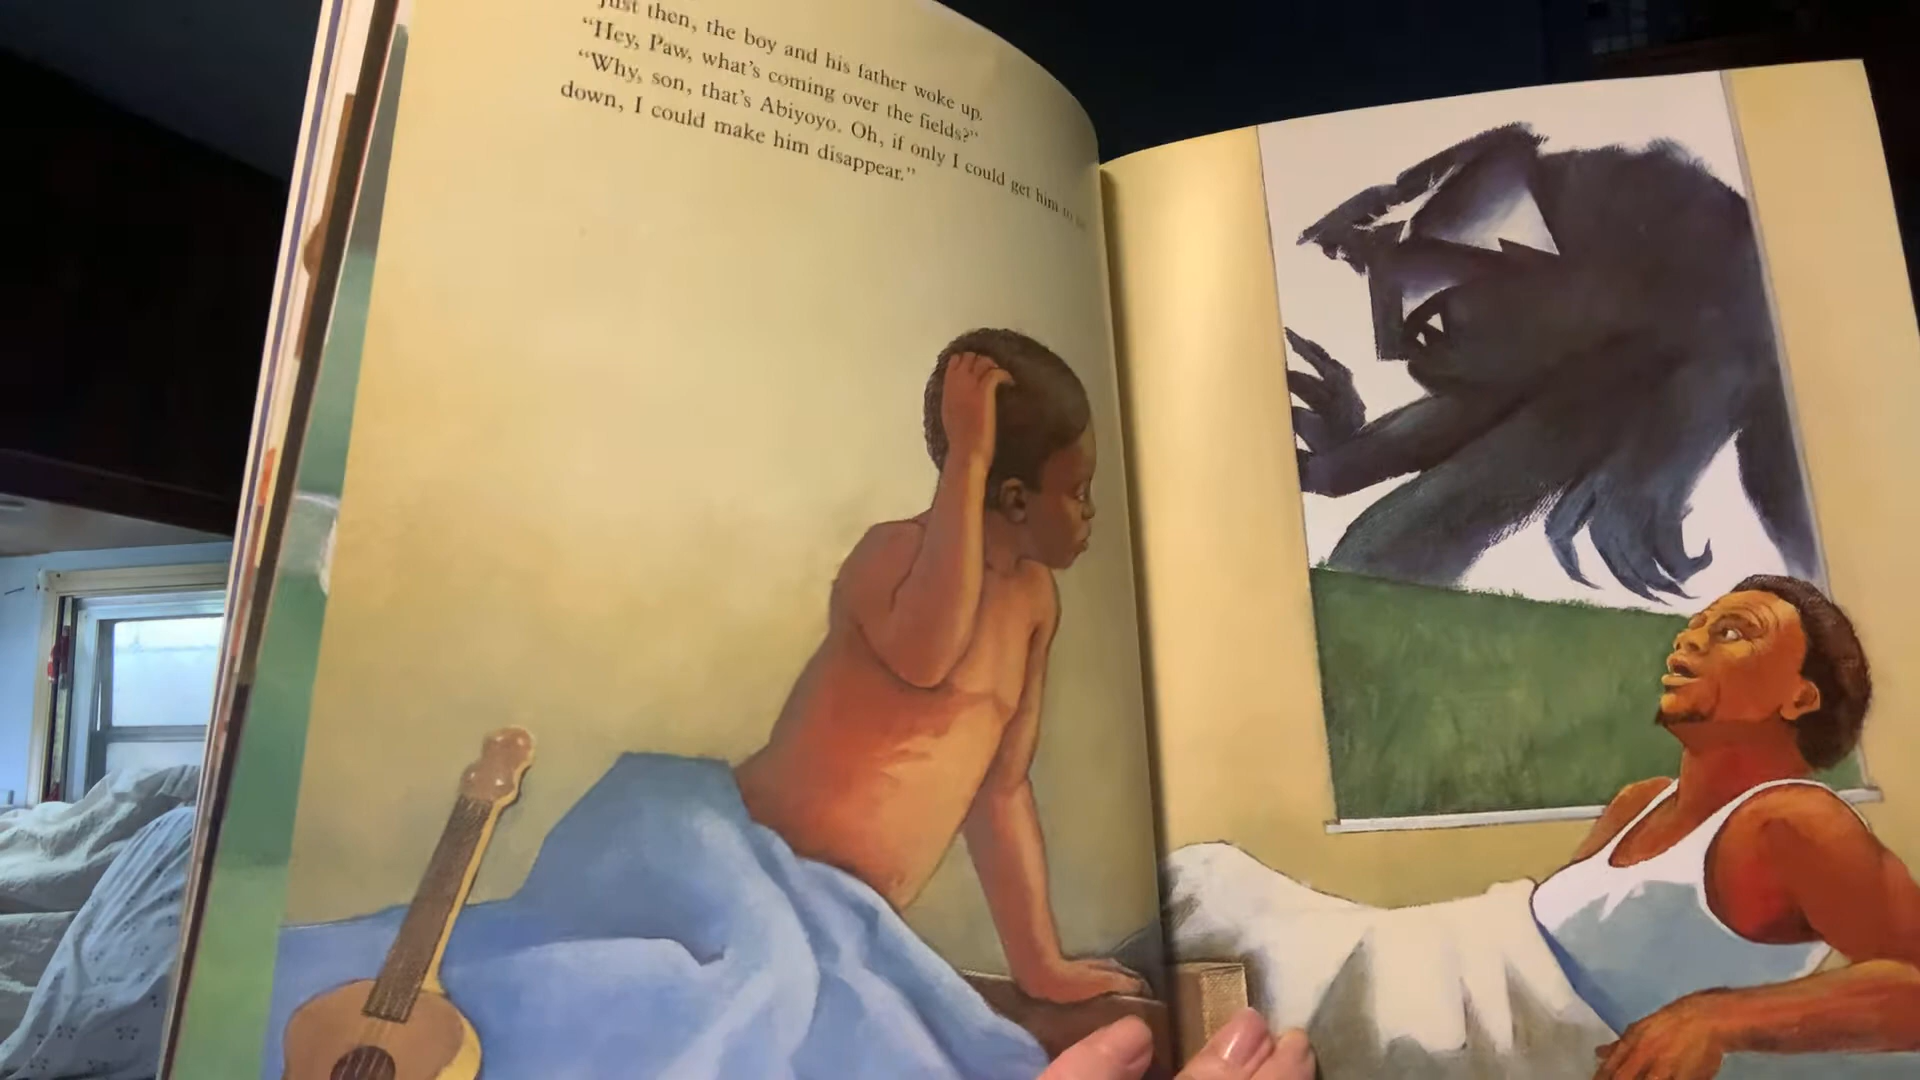 Just then, the boy and his father woke up.
“Hey, Paw, what’s coming over the fields?”
“Why, son, that’s Abiyoyo. Oh, if only I could get him to
down, I could make him disappear.”